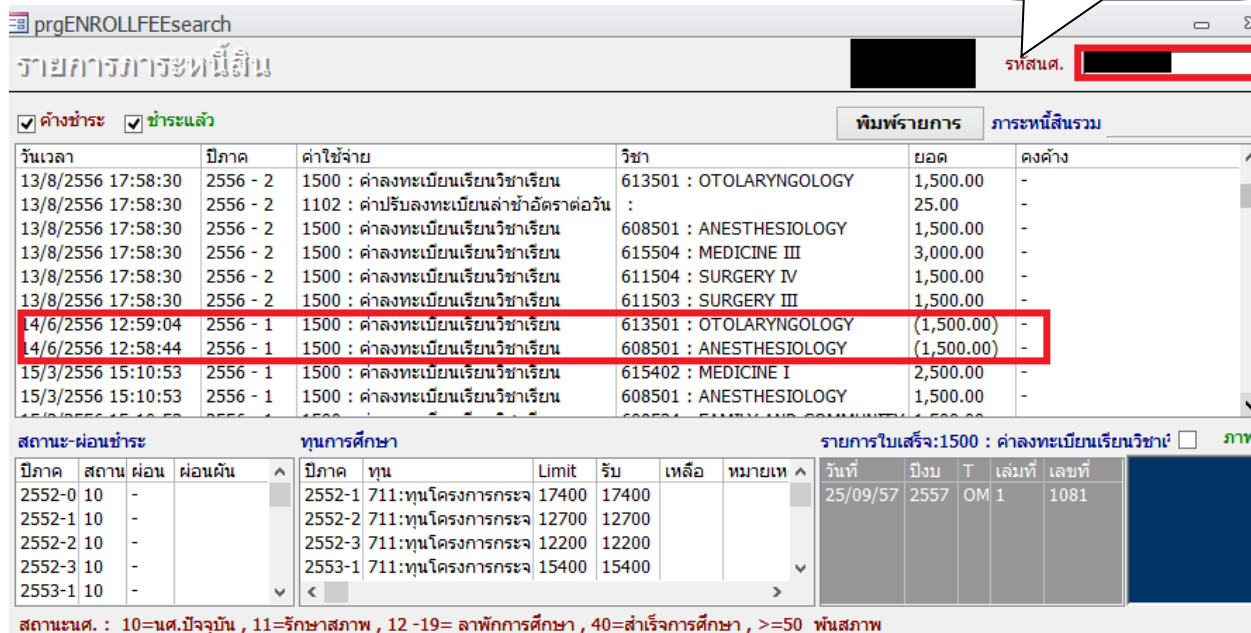 prgENROLLFEEsearch
รายการภาระหนี้สิน
รหัสนศ.
ค้างชำระ ชำระแล้ว พิมพ์รายการ ภาระหนี้สินรวม
วันเวลา ปีภาค ค่าใช้จ่าย วิชา ยอด คงค้าง
13/8/2556 17:58:30 2556 - 2 1500 : ค่าลงทะเบียนเรียนวิชาเรียน 613501 : OTOLARYNGOLOGY 1,500.00 -
13/8/2556 17:58:30 2556 - 2 1102 : ค่าปรับลงทะเบียนล่าช้าอัตราต่อวัน : 25.00 -
13/8/2556 17:58:30 2556 - 2 1500 : ค่าลงทะเบียนเรียนวิชาเรียน 608501 : ANESTHESIOLOGY 1,500.00 -
13/8/2556 17:58:30 2556 - 2 1500 : ค่าลงทะเบียนเรียนวิชาเรียน 615504 : MEDICINE III 3,000.00 -
13/8/2556 17:58:30 2556 - 2 1500 : ค่าลงทะเบียนเรียนวิชาเรียน 611504 : SURGERY IV 1,500.00 -
13/8/2556 17:58:30 2556 - 2 1500 : ค่าลงทะเบียนเรียนวิชาเรียน 611503 : SURGERY III 1,500.00 -
14/6/2556 12:59:04 2556 - 1 1500 : ค่าลงทะเบียนเรียนวิชาเรียน 613501 : OTOLARYNGOLOGY (1,500.00) -
14/6/2556 12:58:44 2556 - 1 1500 : ค่าลงทะเบียนเรียนวิชาเรียน 608501 : ANESTHESIOLOGY (1,500.00) -
15/3/2556 15:10:53 2556 - 1 1500 : ค่าลงทะเบียนเรียนวิชาเรียน 615402 : MEDICINE I 2,500.00 -
15/3/2556 15:10:53 2556 - 1 1500 : ค่าลงทะเบียนเรียนวิชาเรียน 608501 : ANESTHESIOLOGY 1,500.00 -
สถานะ-ผ่อนชำระ ทุนการศึกษา รายการใบเสร็จ:1500 : ค่าลงทะเบียนเรียนวิชาเรี ภาพ
ปีภาค สถาน ผ่อน ผ่อนผัน ปีภาค ทุน Limit รับ เหลือ หมายเห วันที่ ปีงบ T เล่มที่ เลขที่
2552-0 10 - 2552-1 711:ทุนโครงการกระจ 17400 17400 25/09/57 2557 OM 1 1081
2552-1 10 - 2552-2 711:ทุนโครงการกระจ 12700 12700
2552-2 10 - 2552-3 711:ทุนโครงการกระจ 12200 12200
2552-3 10 - 2553-1 711:ทุนโครงการกระจ 15400 15400
2553-1 10 -
สถานะนศ. : 10=นศ.ปัจจุบัน , 11=รักษาสภาพ , 12 -19= ลาพักการศึกษา , 40=สำเร็จการศึกษา , >=50 พ้นสภาพ